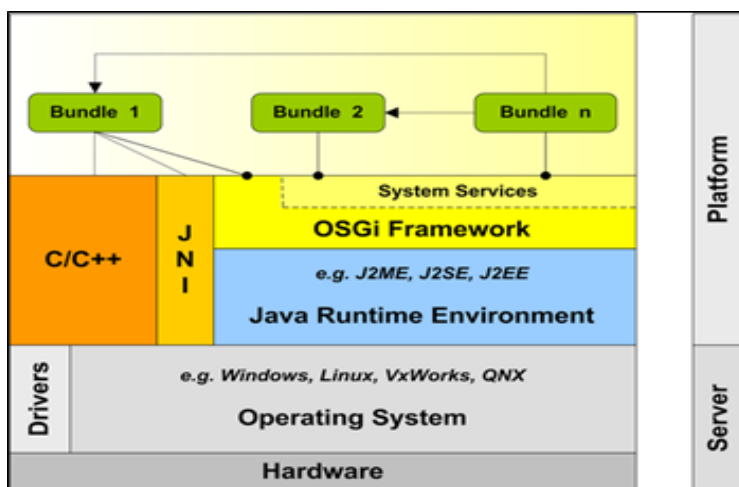 Bundle 1
Bundle 2
Bundle n
System Services
OSGi Framework
C/C++
J
N
I
e.g. J2ME, J2SE, J2EE
Java Runtime Environment
Drivers
e.g. Windows, Linux, VxWorks, QNX
Operating System
Hardware
Platform
Server